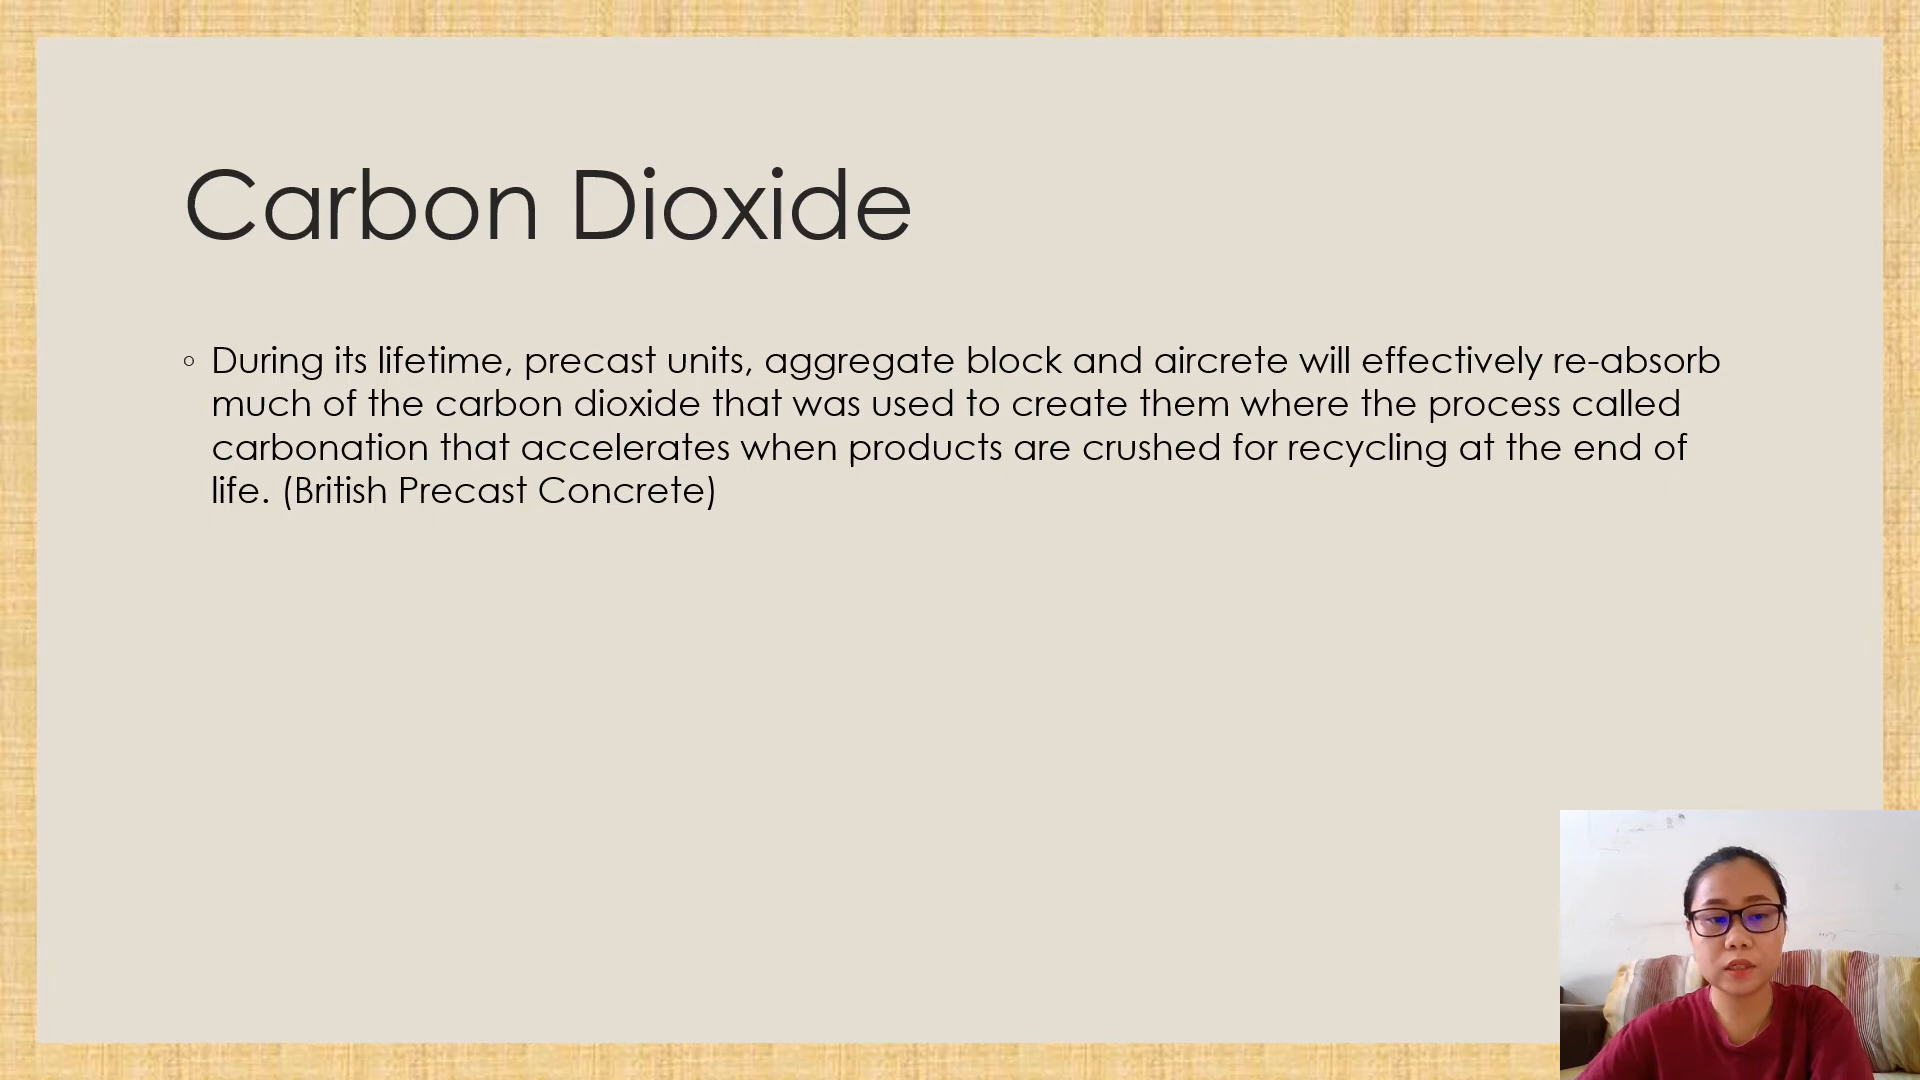 Carbon Dioxide
◦ During its lifetime, precast units, aggregate block and aircrete will effectively re-absorb
much of the carbon dioxide that was used to create them where the process called
carbonation that accelerates when products are crushed for recycling at the end of
life. (British Precast Concrete)